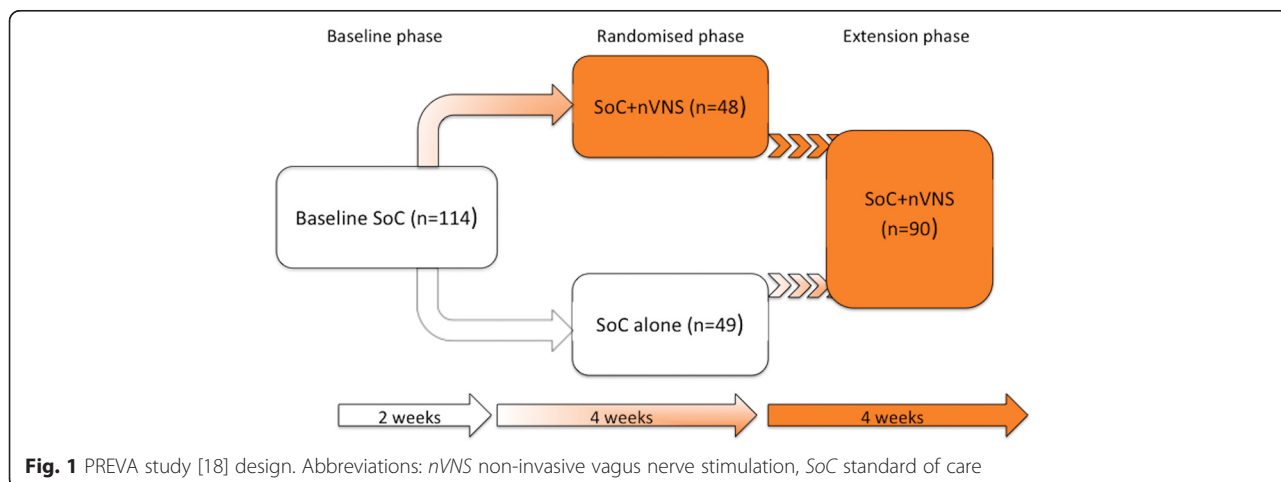 Baseline phase
Randomised phase
Extension phase
SoC+nVNS (n=48)
Baseline SoC (n=114)
SoC+nVNS
(n=90)
SoC alone (n=49)
2 weeks
4 weeks
4 weeks
Fig. 1 PREVA study [18] design. Abbreviations: nVNS non-invasive vagus nerve stimulation, SoC standard of care